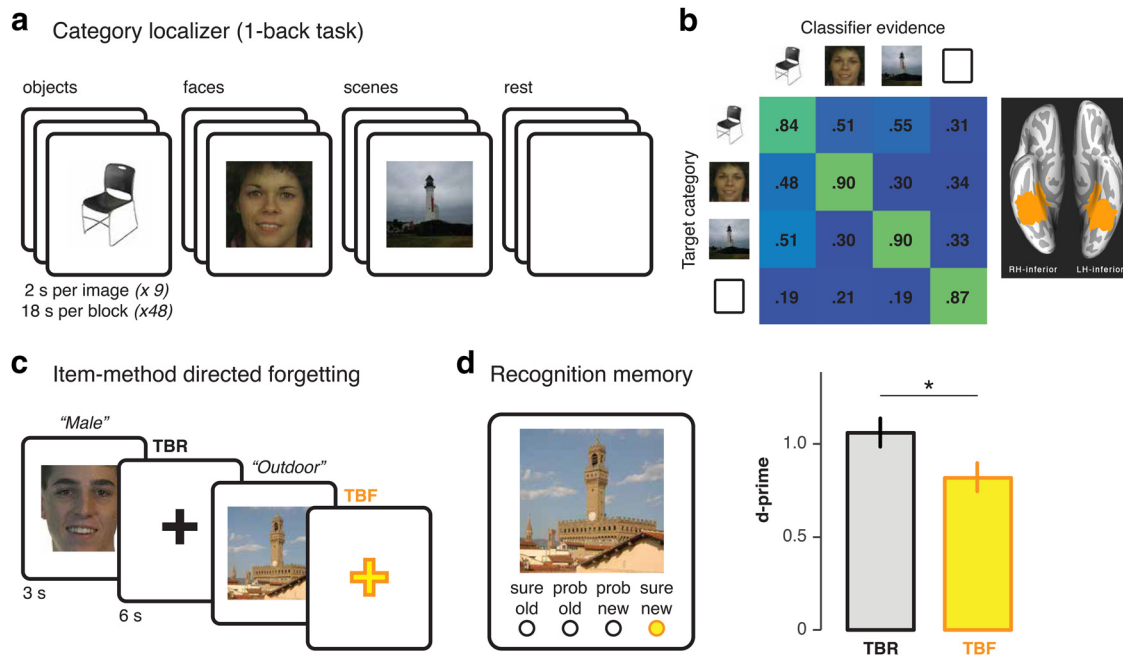 a Category localizer (1-back task)
objects faces scenes rest
2 s per image (x 9)
18 s per block (x48)
b
Classifier evidence
Target category
.84 .51 .55 .31
.48 .90 .30 .34
.51 .30 .90 .33
.19 .21 .19 .87
RH-inferior LH-inferior
c Item-method directed forgetting
“Male”
TBR
“Outdoor”
TBF
3 s
6 s
d Recognition memory
sure prob prob sure
old old new new
d-prime
1.0
0.5
0
*
TBR TBF